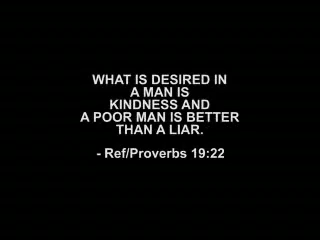 WHAT IS DESIRED IN
A MAN IS
KINDNESS AND
A POOR MAN IS BETTER
THAN A LIAR.
- Ref/Proverbs 19:22